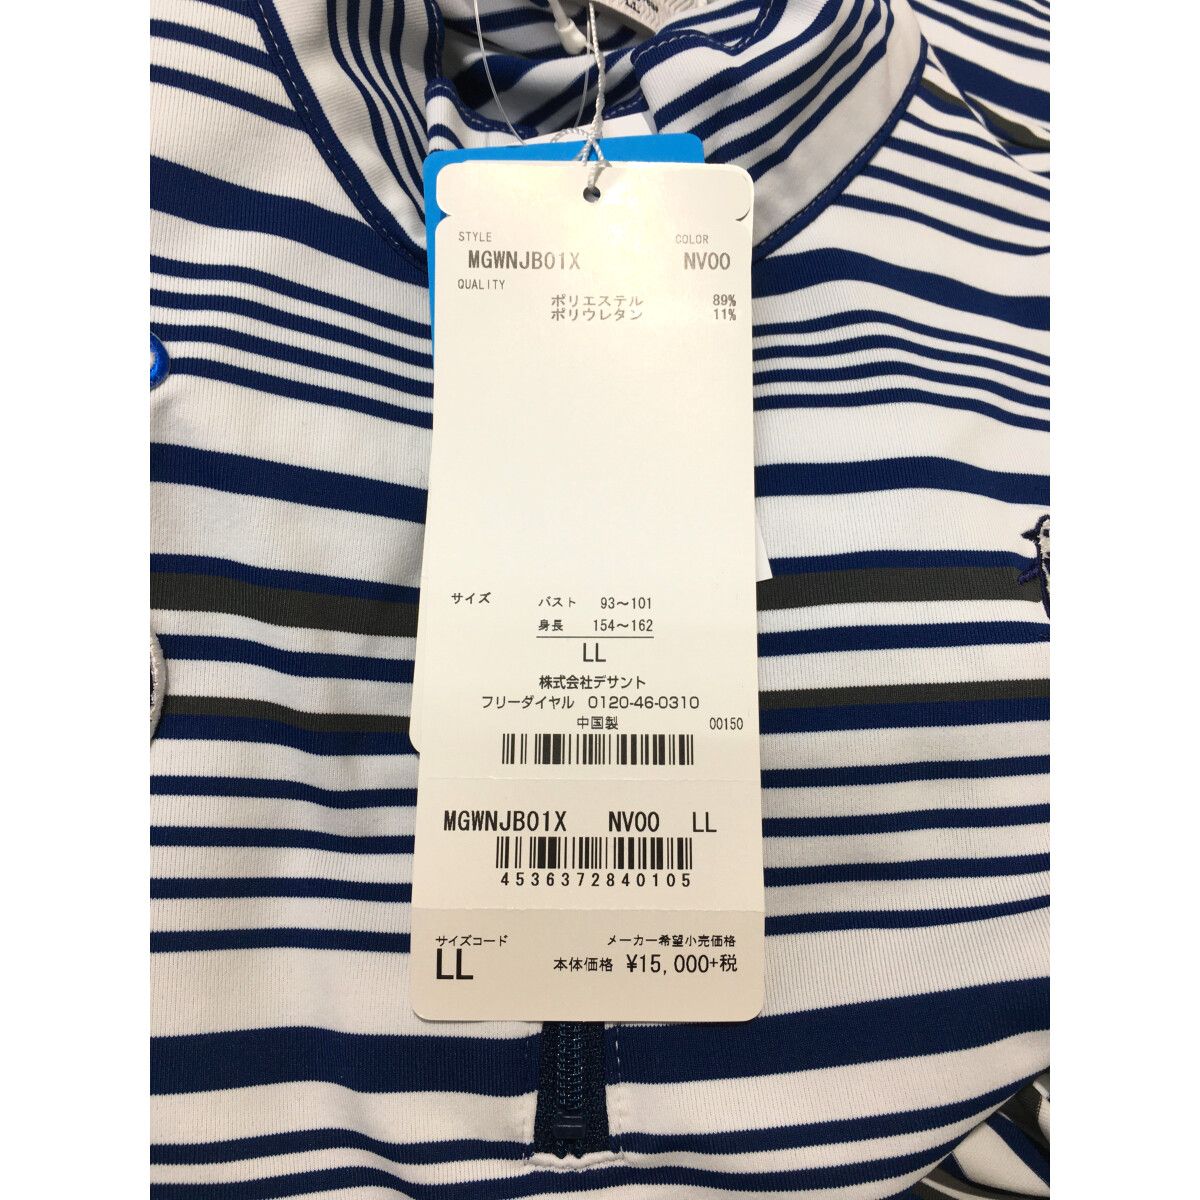 STYLE COLOR
MGWNJB01X NV00
QUALITY
ポリエステル 89%
ポリウレタン 11%
サイズ バスト 93～101
身長 154～162
LL
株式会社デサント
フリーダイヤル 0120-46-0310
中国製 00150
MGWNJB01X NV00 LL
4536372840105
サイズコード メーカー希望小売価格
LL 本体価格 ¥15,000+税